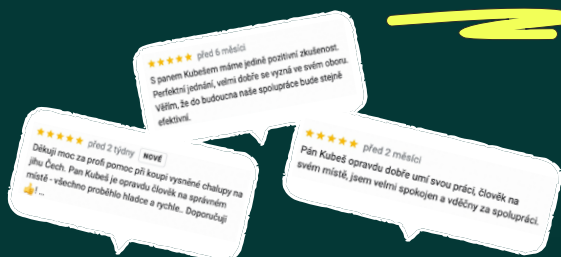 před 6 měsíci
S panem Kubešem máme jedině pozitivní zkušenost.
Perfektní jednání, velmi dobře se vyzná ve svém oboru.
Věřím, že do budoucna naše spolupráce bude stejně
efektivní.
před 2 týdny NOVÉ
Děkuji moc za profi pomoc při koupi vysněné chalupy na
jihu Čech. Pan Kubeš je opravdu člověk na správném
místě - všechno proběhlo hladce a rychle.. Doporučuji
👍! ...
před 2 měsíci
Pán Kubeš opravdu dobře umí svou práci, člověk na
svém místě, jsem velmi spokojen a vděčny za spolupráci.